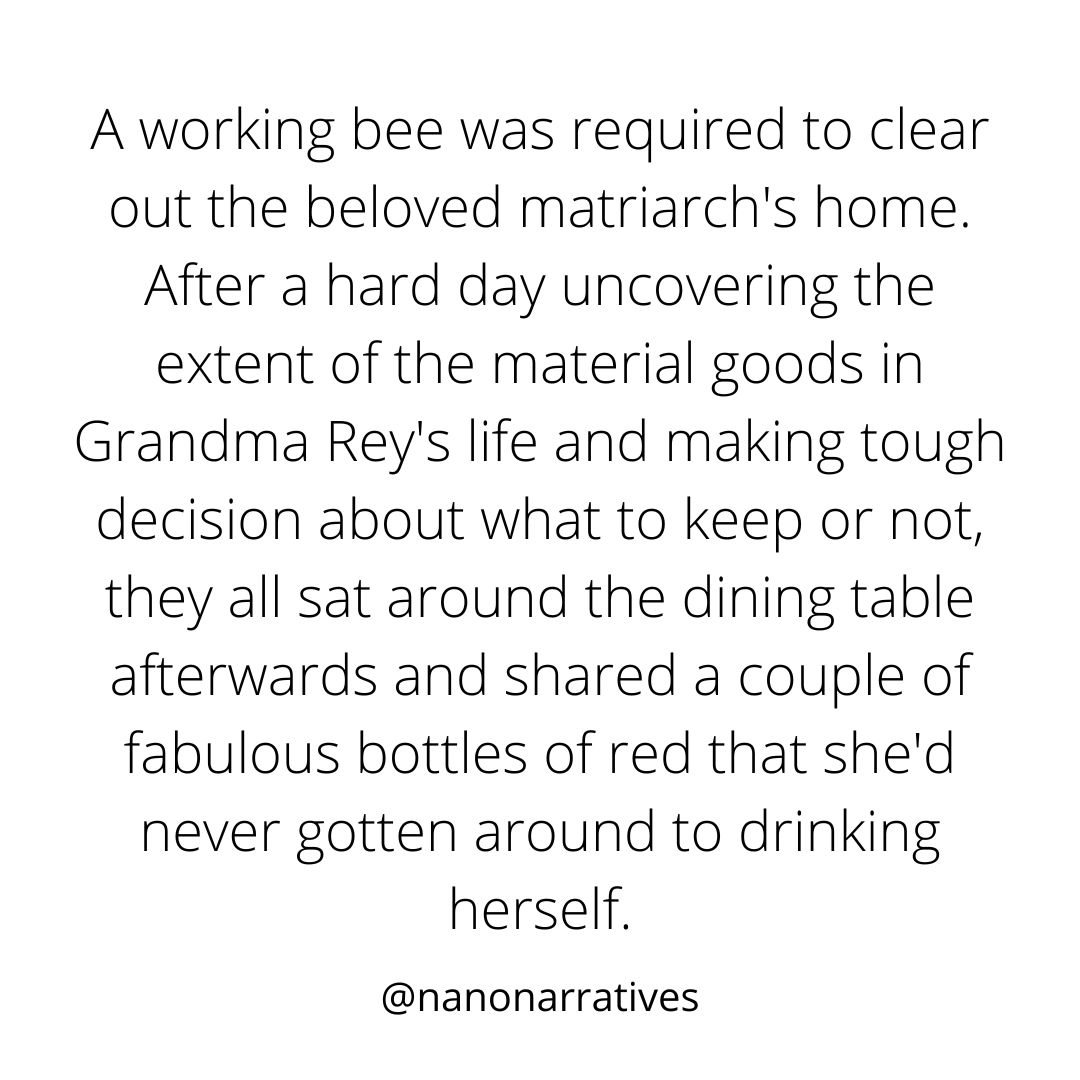 A working bee was required to clear
out the beloved matriarch's home.
After a hard day uncovering the
extent of the material goods in
Grandma Rey's life and making tough
decision about what to keep or not,
they all sat around the dining table
afterwards and shared a couple of
fabulous bottles of red that she'd
never gotten around to drinking
herself.
@nanonarratives